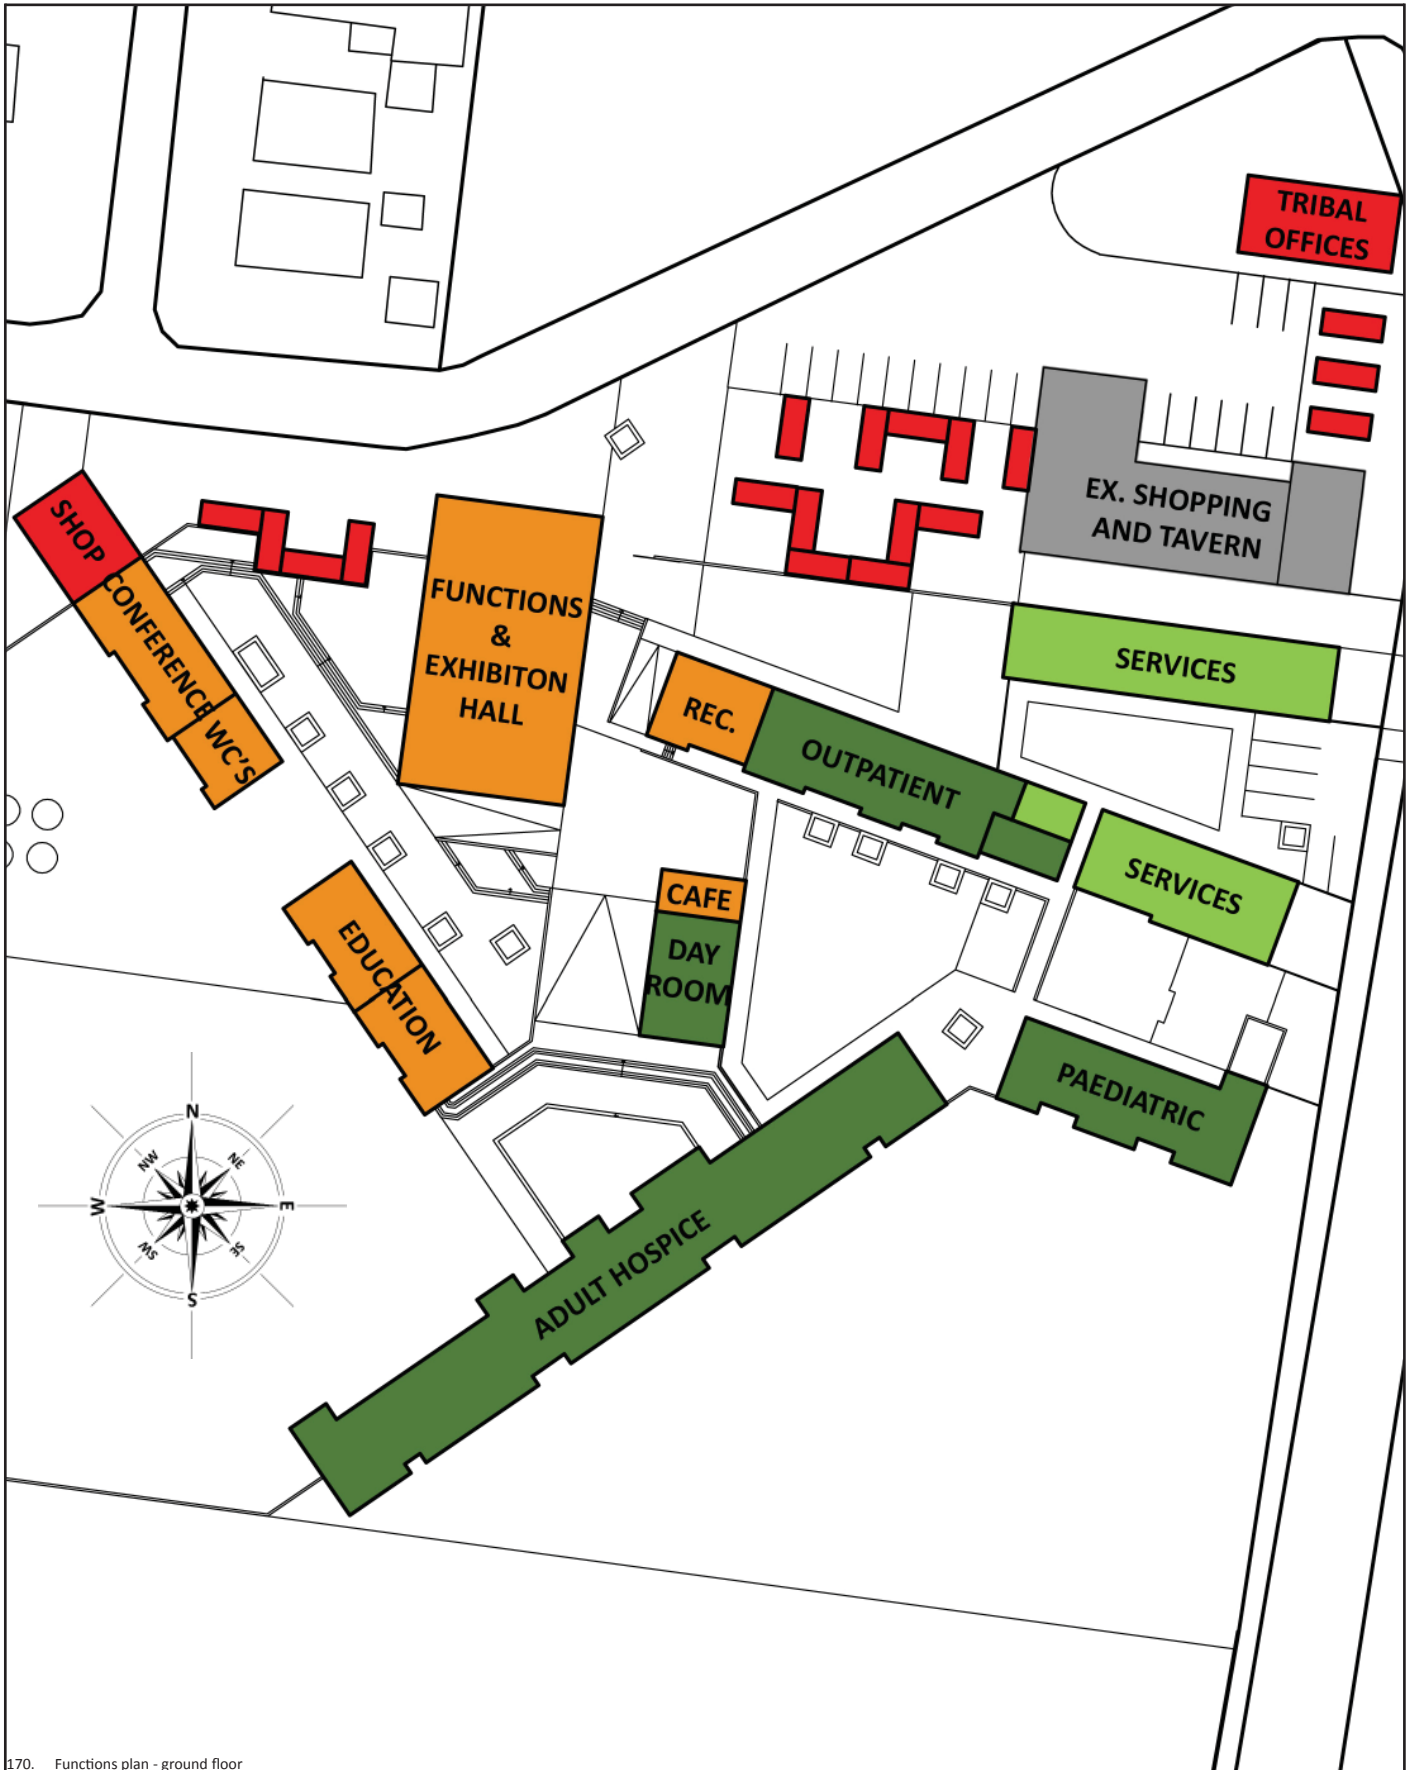 TRIBAL
OFFICES
EX. SHOPPING
AND TAVERN
SHOP
CONFERENCE
WC'S
FUNCTIONS
&
EXHIBITON
HALL
SERVICES
REC.
OUTPATIENT
SERVICES
CAFE
DAY
ROOM
EDUCATION
PAEDIATRIC
ADULT HOSPICE
N
NW
NE
W
E
SW
SE
S
170. Functions plan - ground floor